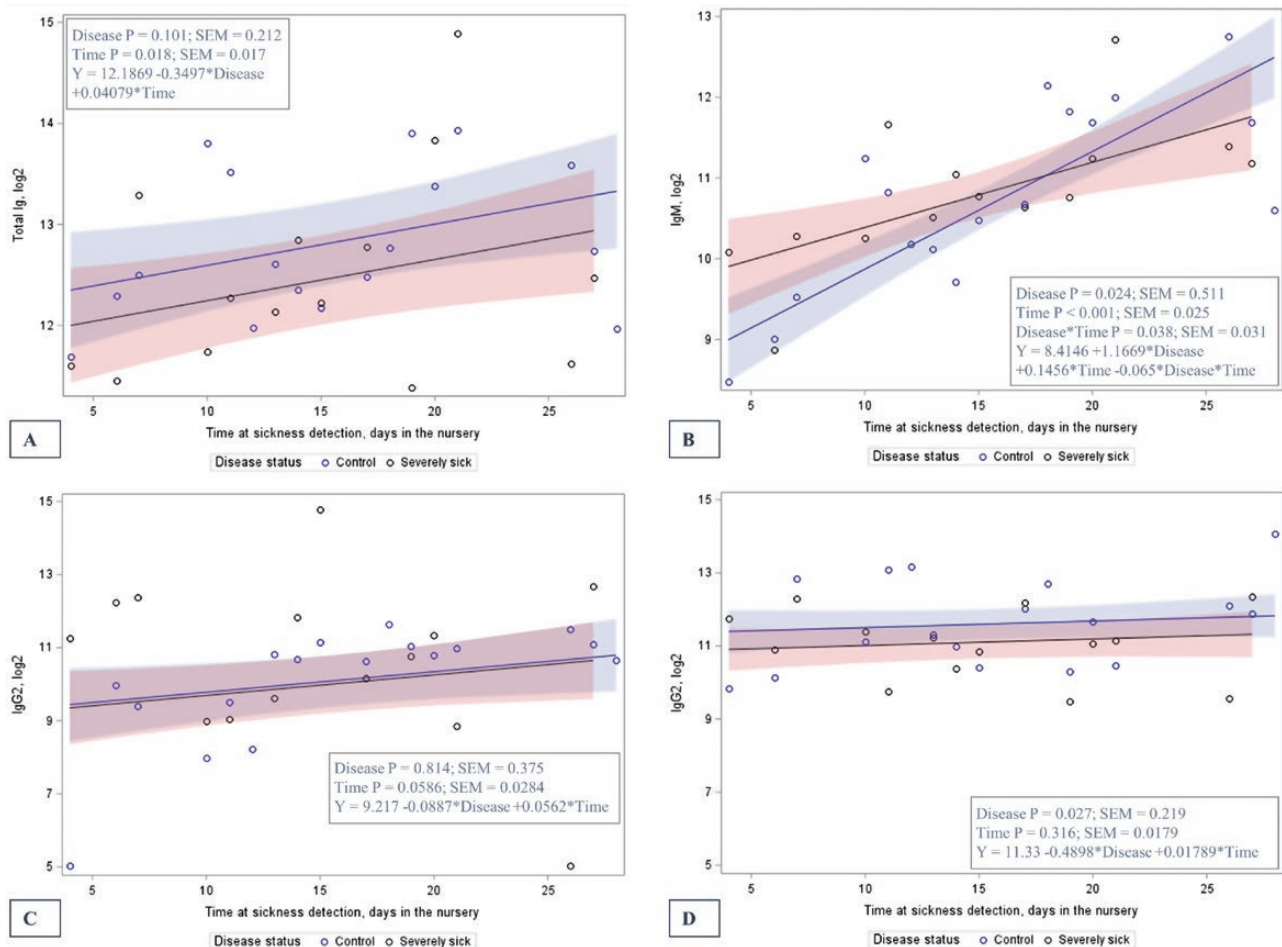 Disease P = 0.101; SEM = 0.212
Time P = 0.018; SEM = 0.017
Y = 12.1869 -0.3497*Disease
+0.04079*Time
15
14
13
12
Total Ig, log2
5
10
15
20
25
Time at sickness detection, days in the nursery
Disease status Control Severely sick
A
13
12
11
10
9
IgM, log2
Disease P = 0.024; SEM = 0.511
Time P < 0.001; SEM = 0.025
Disease*Time P = 0.038; SEM = 0.031
Y = 8.4146 +1.1669*Disease
+0.1456*Time -0.065*Disease*Time
5
10
15
20
25
Time at sickness detection, days in the nursery
Disease status Control Severely sick
B
15
13
11
9
7
5
IgG2, log2
Disease P = 0.814; SEM = 0.375
Time P = 0.0586; SEM = 0.0284
Y = 9.217 -0.0887*Disease +0.0562*Time
5
10
15
20
25
Time at sickness detection, days in the nursery
Disease status Control Severely sick
C
15
13
11
9
7
5
IgG2, log2
Disease P = 0.027; SEM = 0.219
Time P = 0.316; SEM = 0.0179
Y = 11.33 -0.4898*Disease +0.01789*Time
5
10
15
20
25
Time at sickness detection, days in the nursery
Disease status Control Severely sick
D